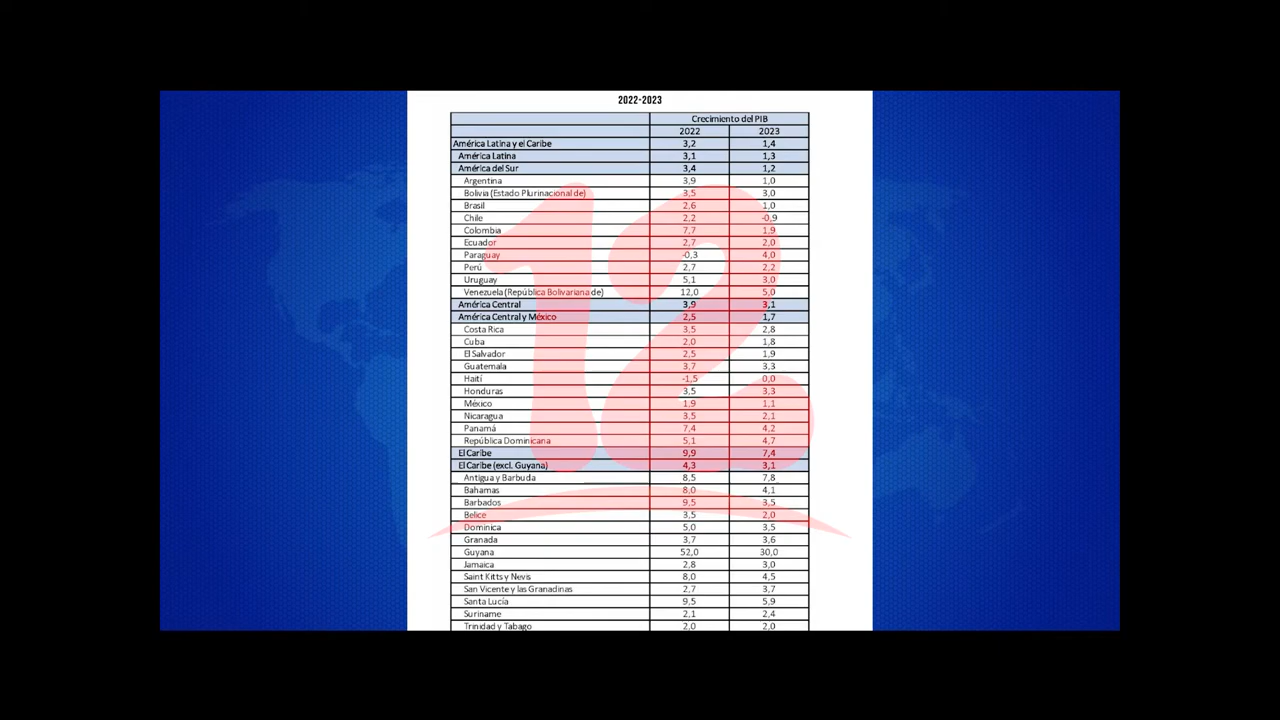 2022-2023
Crecimiento del PIB
2022 2023
América Latina y el Caribe 3,2 1,4
América Latina 3,1 1,3
América del Sur 3,4 1,2
Argentina 3,9 1,0
Bolivia (Estado Plurinacional de) 3,5 3,0
Brasil 2,6 1,0
Chile 2,2 -0,9
Colombia 7,7 1,9
Ecuador 2,7 2,0
Paraguay -0,3 4,0
Perú 2,7 2,2
Uruguay 5,1 3,0
Venezuela (República Bolivariana de) 12,0 5,0
América Central 3,9 3,1
América Central y México 2,5 1,7
Costa Rica 3,5 2,8
Cuba 2,0 1,8
El Salvador 2,5 1,9
Guatemala 3,7 3,3
Haití -1,5 0,0
Honduras 3,5 3,3
México 1,9 1,1
Nicaragua 3,5 2,1
Panamá 7,4 4,2
República Dominicana 5,1 4,7
El Caribe 9,9 7,4
El Caribe (excl. Guyana) 4,3 3,1
Antigua y Barbuda 8,5 7,8
Bahamas 8,0 4,1
Barbados 9,5 3,5
Belice 3,5 2,0
Dominica 5,0 3,5
Granada 3,7 3,6
Guyana 52,0 30,0
Jamaica 2,8 3,0
Saint Kitts y Nevis 8,0 4,5
San Vicente y las Granadinas 2,7 3,7
Santa Lucía 9,5 5,9
Suriname 2,1 2,4
Trinidad y Tabago 2,0 2,0
12